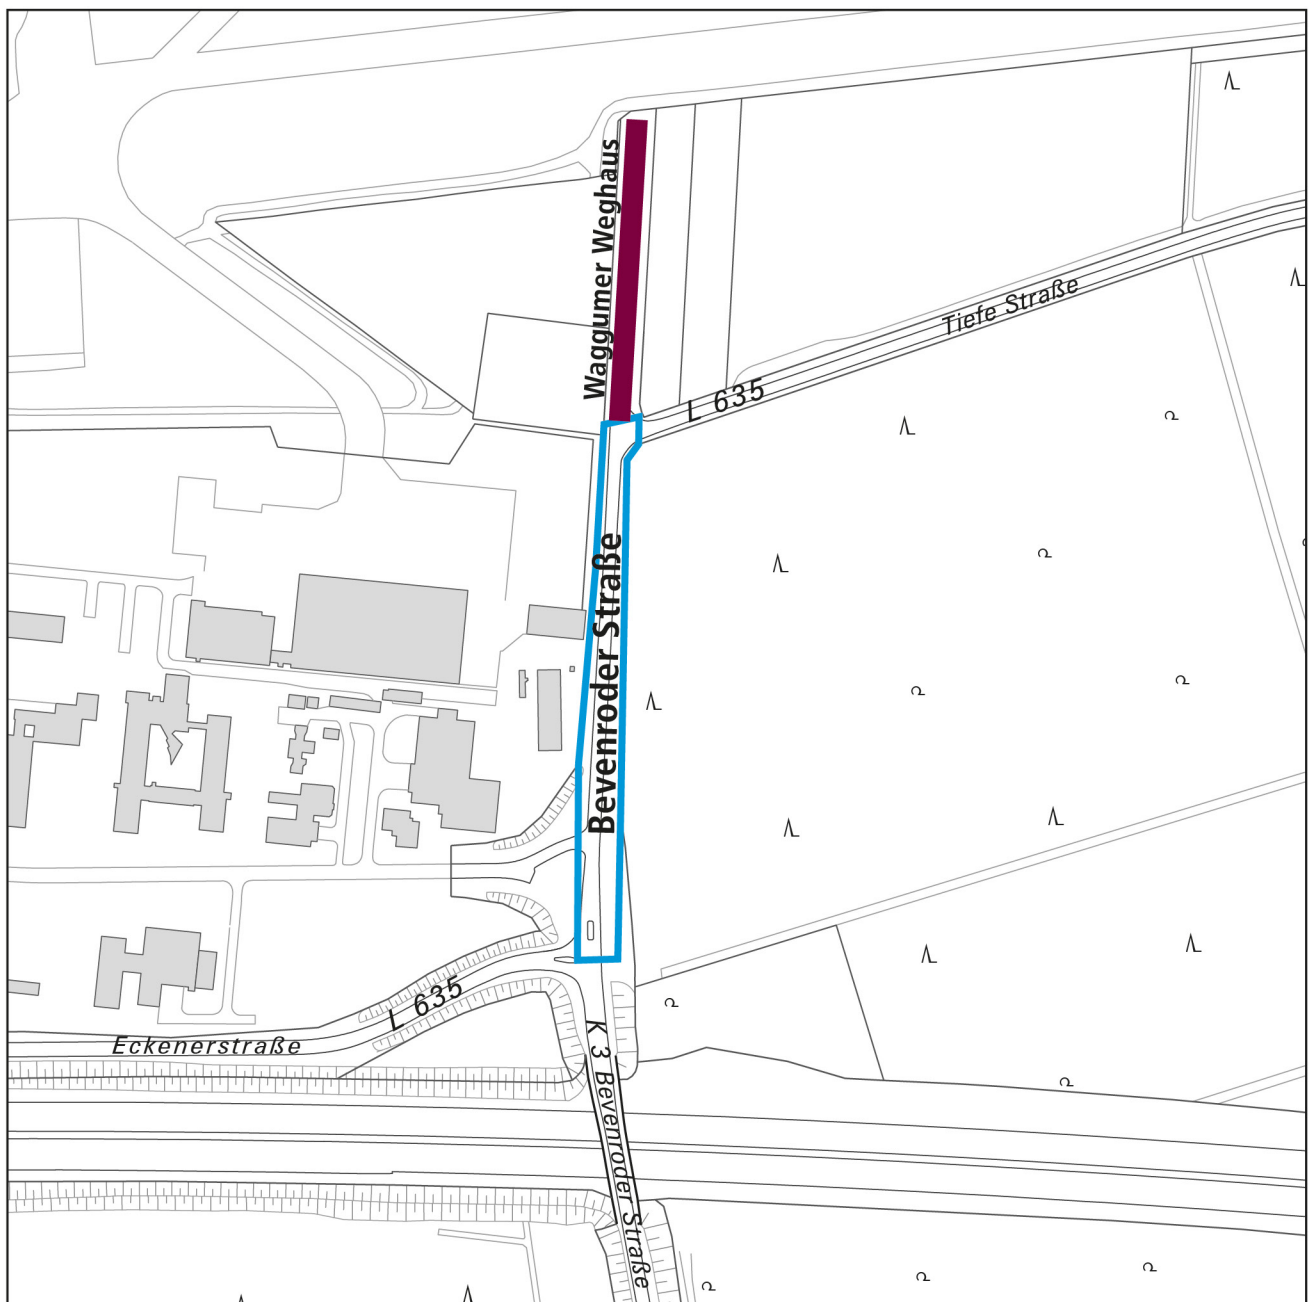 Waggumer Weghaus
Tiefe Straße
L 635
Bevenroder Straße
L 635
Eckenerstraße
K 3 Bevenroder Straße